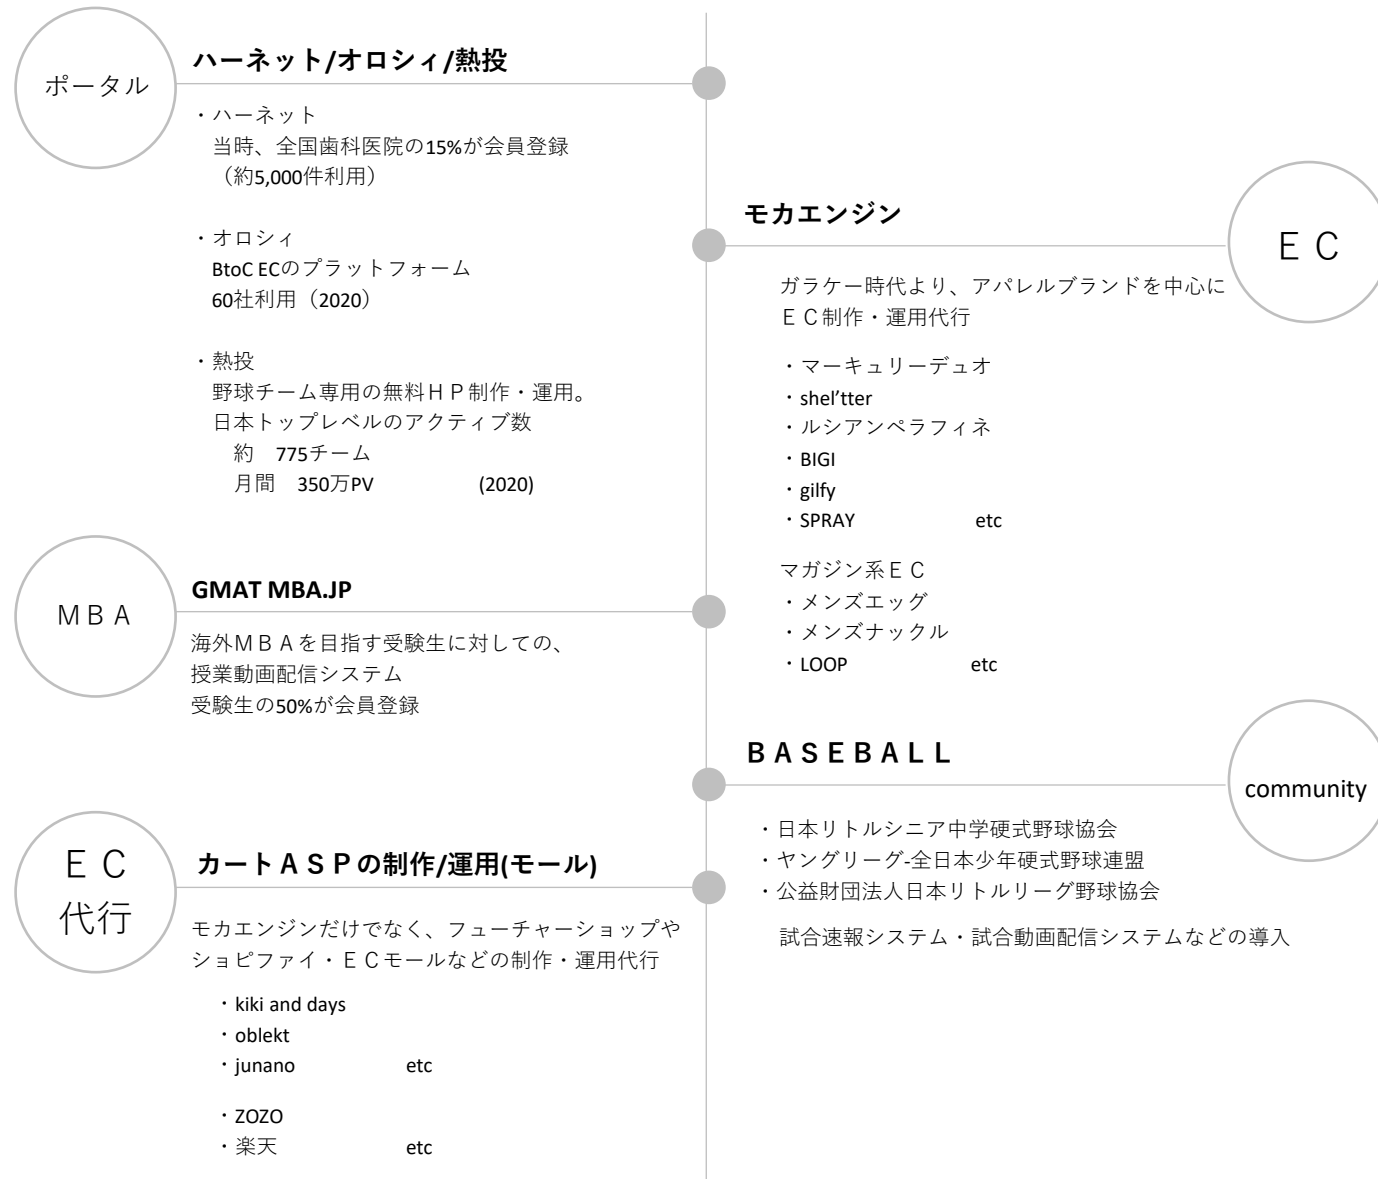 ポータル
ハーネット/オロシィ/熱投
・ハーネット
当時、全国歯科医院の15%が会員登録
（約5,000件利用）
・オロシィ
BtoC ECのプラットフォーム
60社利用（2020）
・熱投
野球チーム専用の無料ＨＰ制作・運用。
日本トップレベルのアクティブ数
約　775チーム
月間　350万PV　(2020)
モカエンジン
ＥＣ
ガラケー時代より、アパレルブランドを中心に
ＥＣ制作・運用代行
・マーキュリーデュオ
・shel’tter
・ルシアンペラフィネ
・BIGI
・gilfy
・SPRAY　etc
マガジン系ＥＣ
・メンズエッグ
・メンズナックル
・LOOP　etc
ＭＢＡ
GMAT MBA.JP
海外ＭＢＡを目指す受験生に対しての、
授業動画配信システム
受験生の50%が会員登録
ＢＡＳＥＢＡＬＬ
community
・日本リトルシニア中学硬式野球協会
・ヤングリーグ-全日本少年硬式野球連盟
・公益財団法人日本リトルリーグ野球協会
試合速報システム・試合動画配信システムなどの導入
ＥＣ
代行
カートＡＳＰの制作/運用(モール)
モカエンジンだけでなく、フューチャーショップや
ショピファイ・ＥＣモールなどの制作・運用代行
・kiki and days
・oblekt
・junano　etc
・ZOZO
・楽天　etc